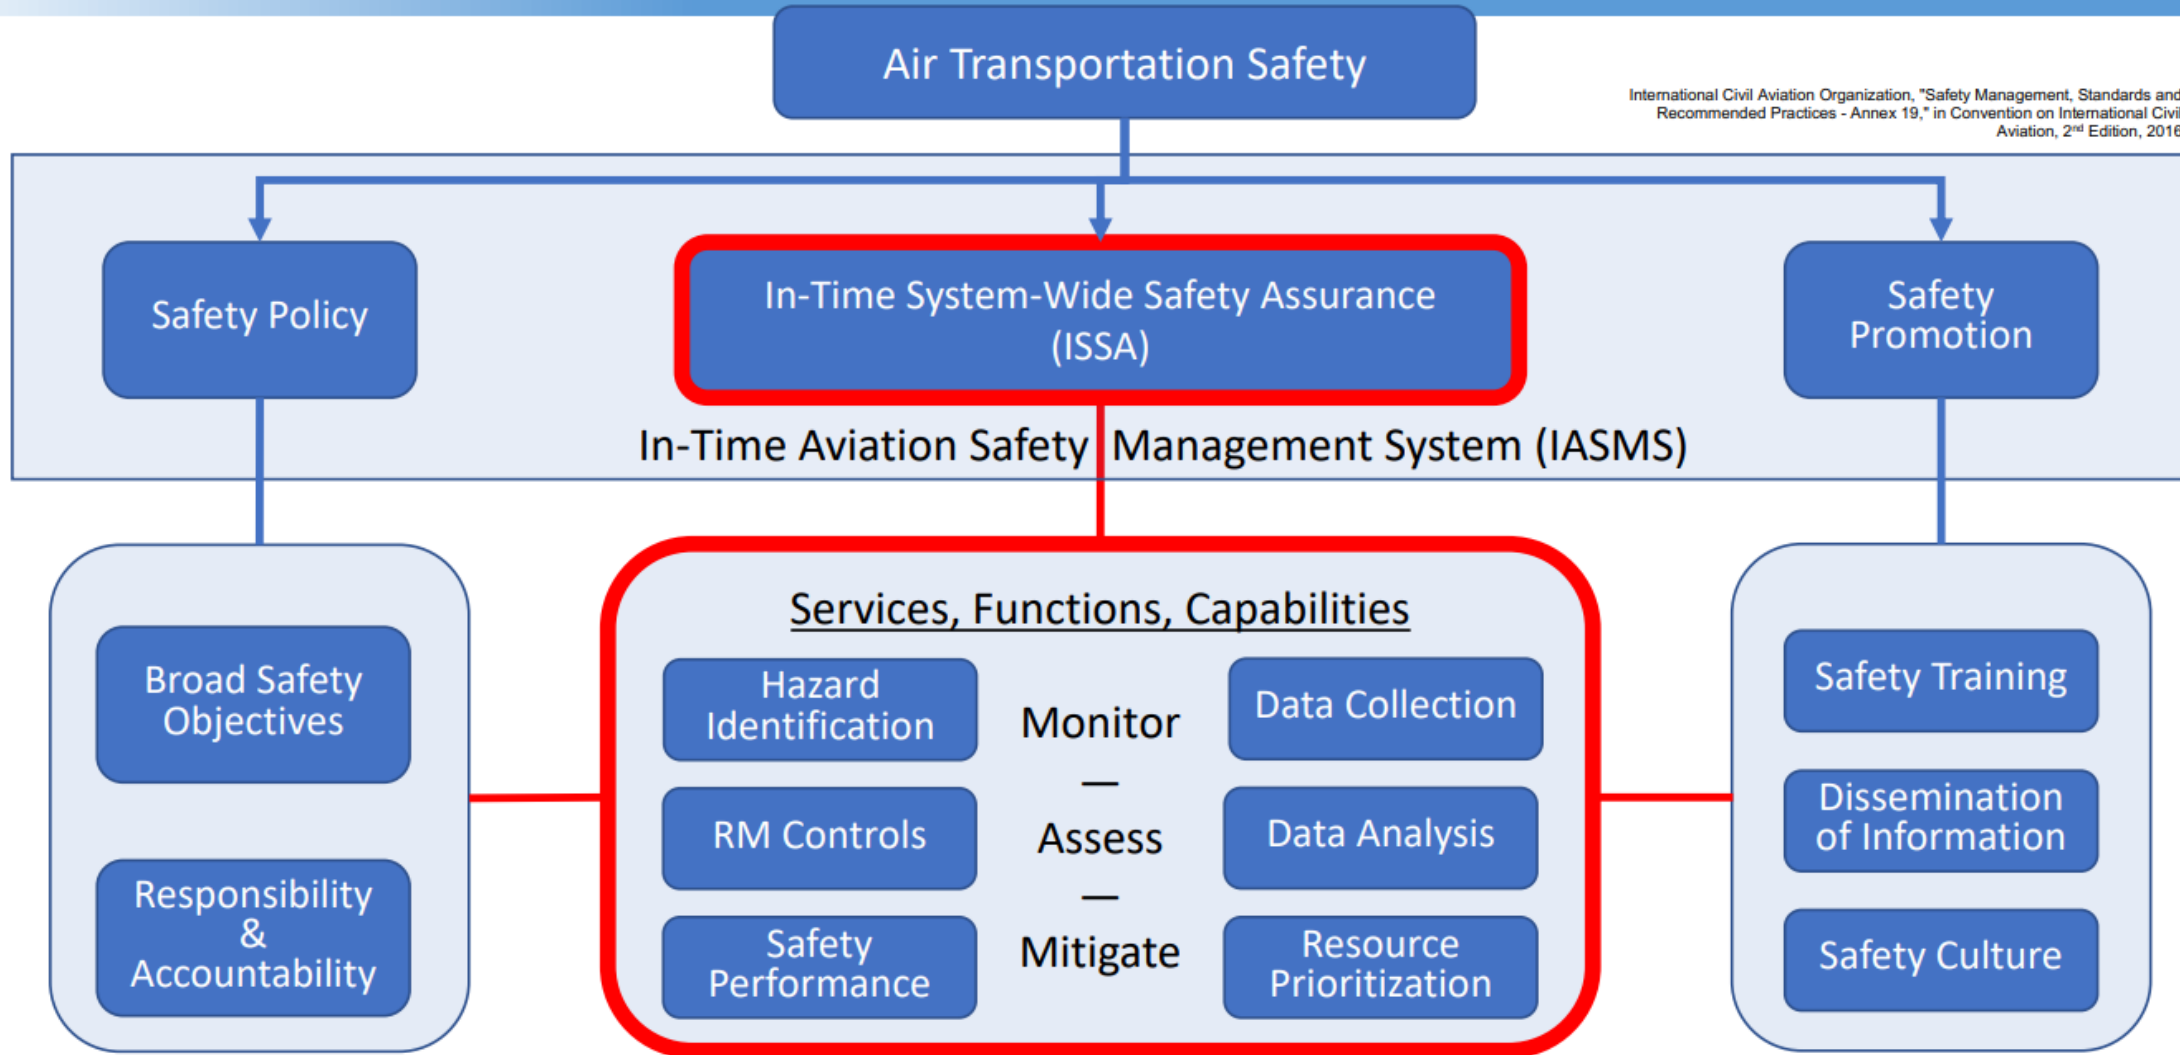 Air Transportation Safety
International Civil Aviation Organization, "Safety Management, Standards and
Recommended Practices - Annex 19," in Convention on International Civil
Aviation, 2nd Edition, 2016
Safety Policy
In-Time System-Wide Safety Assurance
(ISSA)
Safety
Promotion
In-Time Aviation Safety Management System (IASMS)
Broad Safety
Objectives
Responsibility
&
Accountability
Services, Functions, Capabilities
Hazard
Identification
RM Controls
Safety
Performance
Monitor
—
Assess
—
Mitigate
Data Collection
Data Analysis
Resource
Prioritization
Safety Training
Dissemination
of Information
Safety Culture